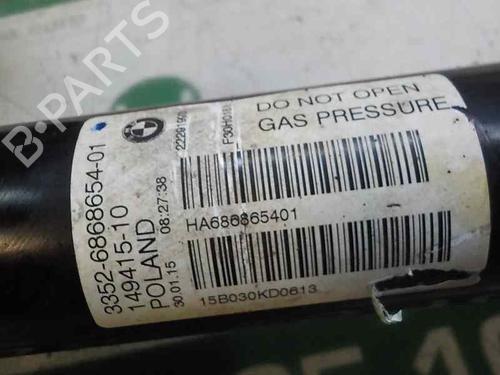 DO NOT OPEN
GAS PRESSURE
HA686865401
15B030KD0613
3352-6868654-01
149415-10
POLAND
30.01.15
08:27:38